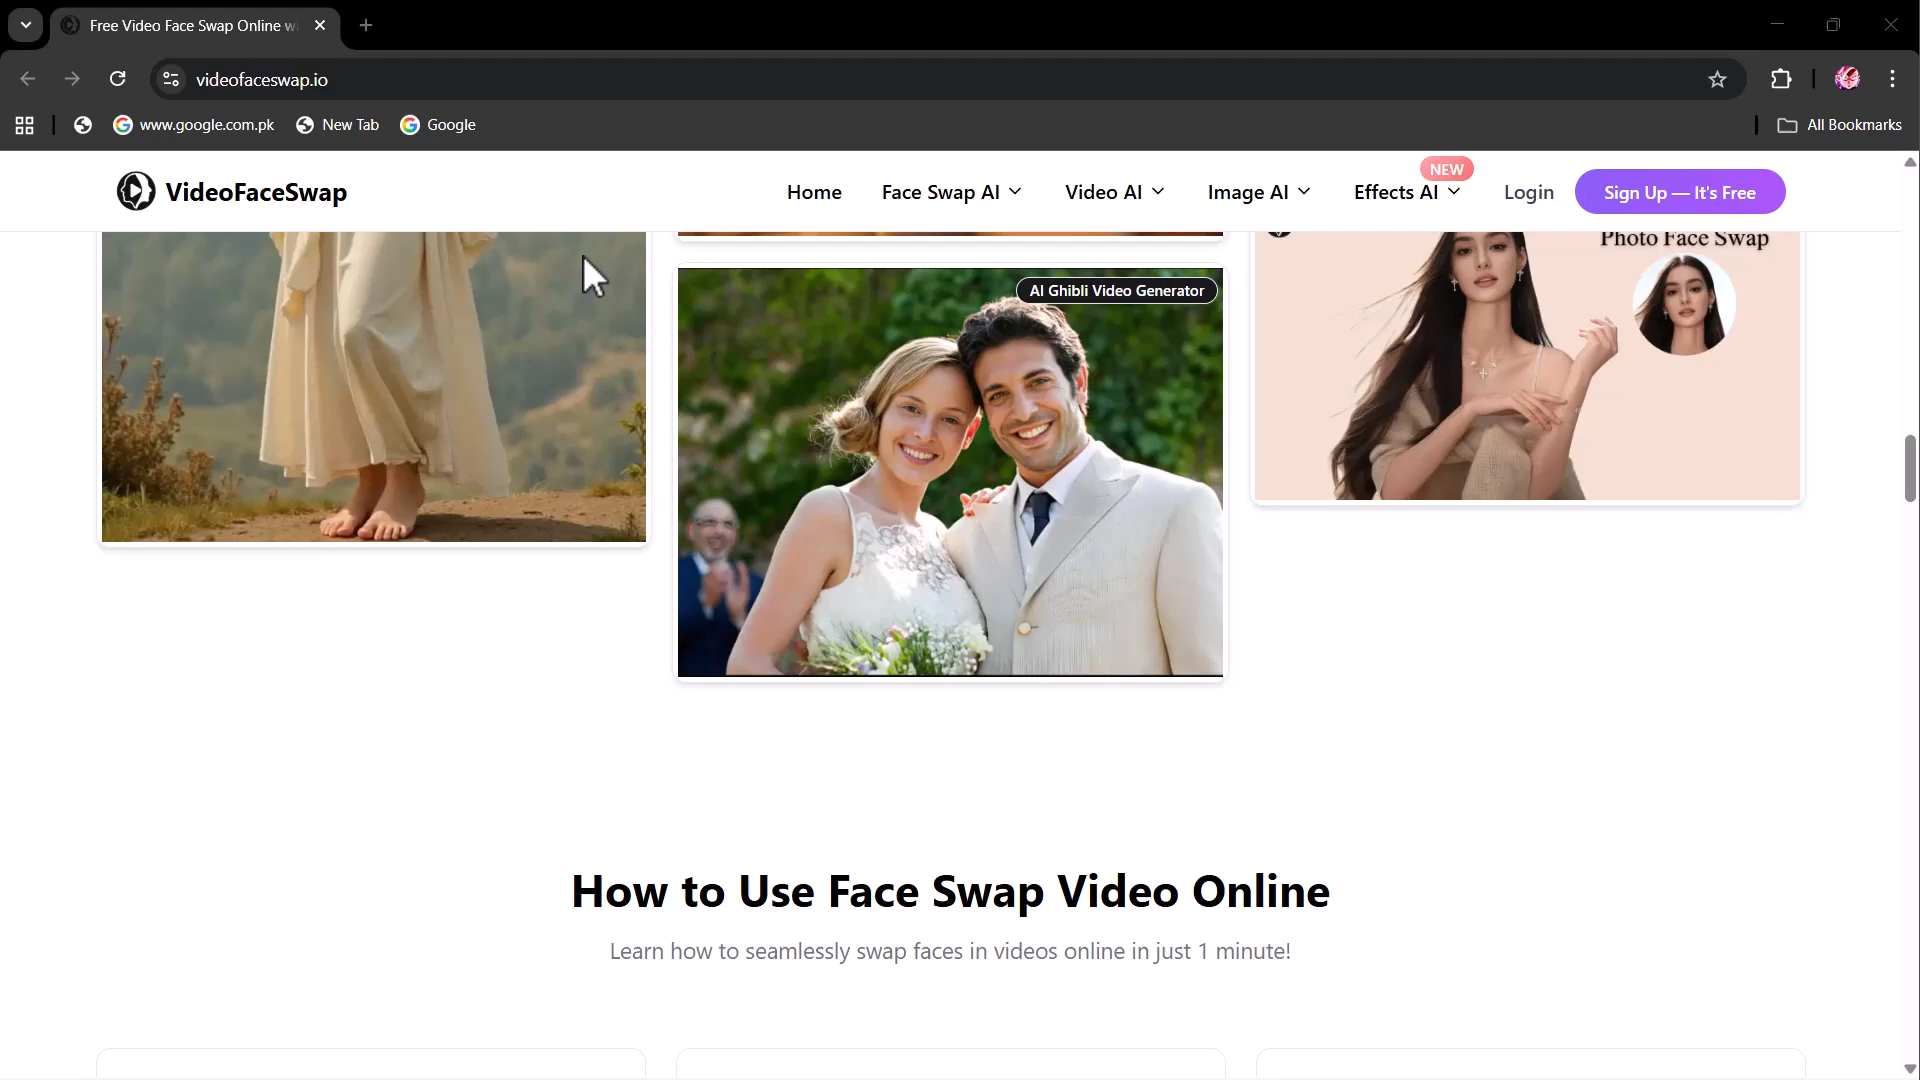 Free Video Face Swap Online wi
videofaceswap.io
www.google.com.pk
New Tab
Google
All Bookmarks
VideoFaceSwap
Home
Face Swap AI
Video AI
Image AI
Effects AI
NEW
Login
Sign Up — It's Free
AI Ghibli Video Generator
Photo Face Swap
How to Use Face Swap Video Online
Learn how to seamlessly swap faces in videos online in just 1 minute!